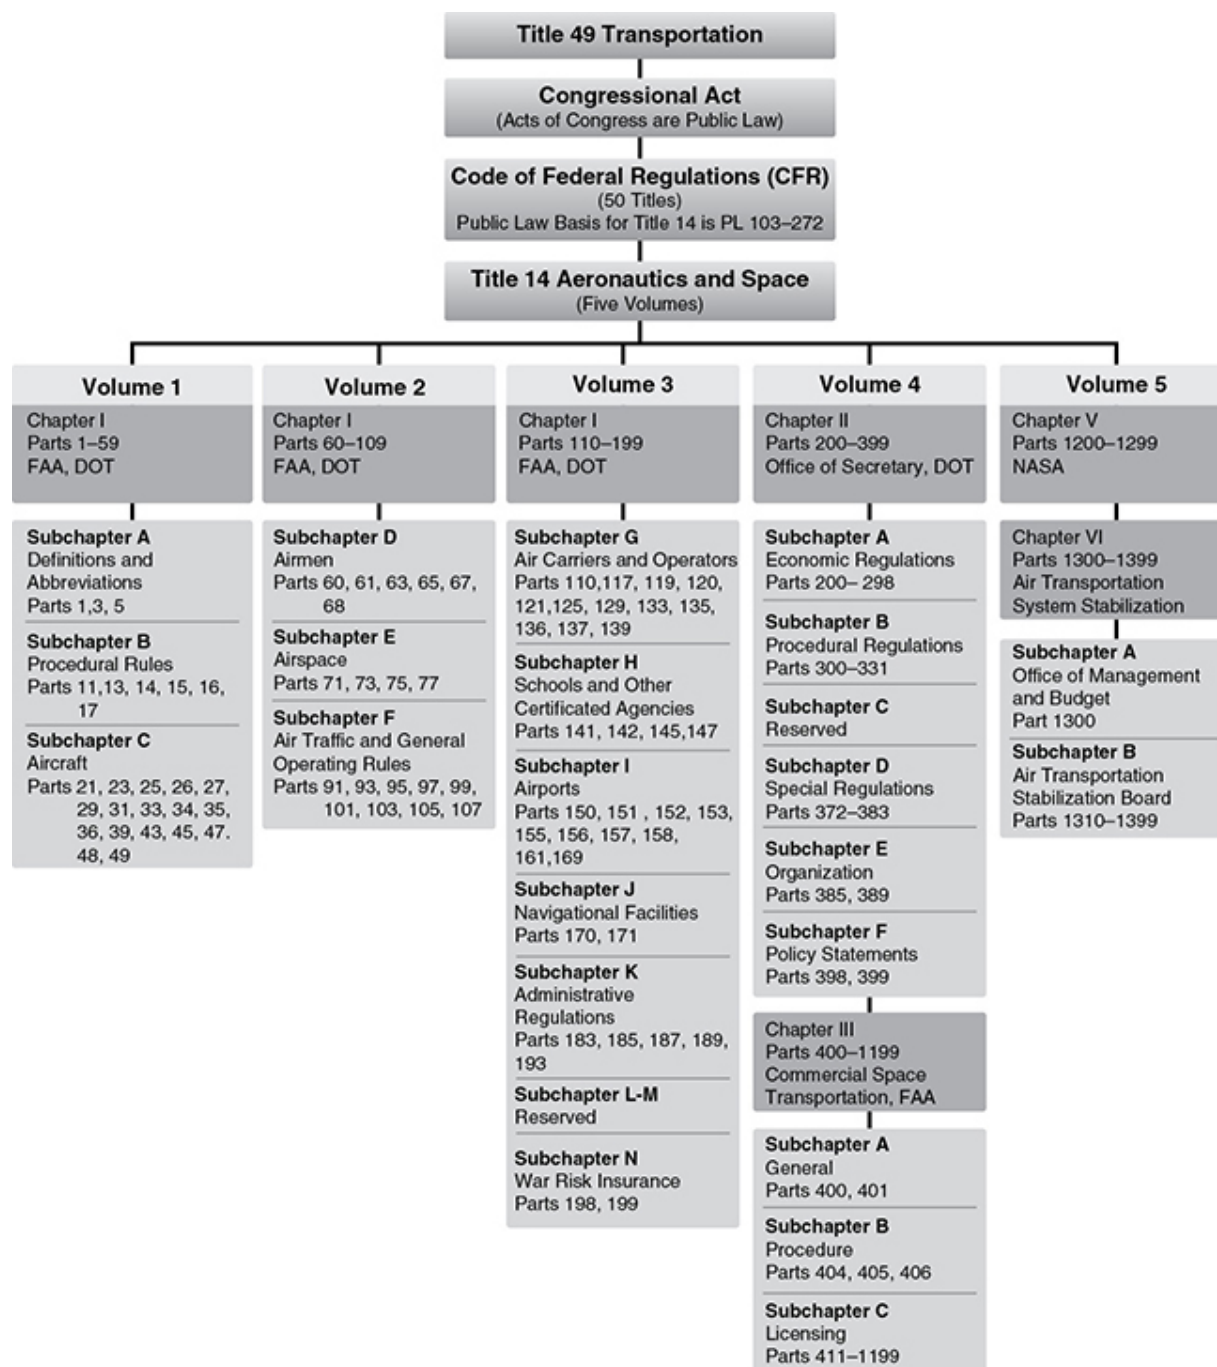 Title 49 Transportation
Congressional Act
(Acts of Congress are Public Law)
Code of Federal Regulations (CFR)
(50 Titles)
Public Law Basis for Title 14 is PL 103–272
Title 14 Aeronautics and Space
(Five Volumes)
Volume 1
Chapter I
Parts 1–59
FAA, DOT
Subchapter A
Definitions and
Abbreviations
Parts 1,3, 5
Subchapter B
Procedural Rules
Parts 11,13, 14, 15, 16,
17
Subchapter C
Aircraft
Parts 21, 23, 25, 26, 27,
29, 31, 33, 34, 35,
36, 39, 43, 45, 47.
48, 49
Volume 2
Chapter I
Parts 60–109
FAA, DOT
Subchapter D
Airmen
Parts 60, 61, 63, 65, 67,
68
Subchapter E
Airspace
Parts 71, 73, 75, 77
Subchapter F
Air Traffic and General
Operating Rules
Parts 91, 93, 95, 97, 99,
101, 103, 105, 107
Volume 3
Chapter I
Parts 110–199
FAA, DOT
Subchapter G
Air Carriers and Operators
Parts 110,117, 119, 120,
121,125, 129, 133, 135,
136, 137, 139
Subchapter H
Schools and Other
Certificated Agencies
Parts 141, 142, 145,147
Subchapter I
Airports
Parts 150, 151 , 152, 153,
155, 156, 157, 158,
161,169
Subchapter J
Navigational Facilities
Parts 170, 171
Subchapter K
Administrative
Regulations
Parts 183, 185, 187, 189,
193
Subchapter L-M
Reserved
Subchapter N
War Risk Insurance
Parts 198, 199
Volume 4
Chapter II
Parts 200–399
Office of Secretary, DOT
Subchapter A
Economic Regulations
Parts 200– 298
Subchapter B
Procedural Regulations
Parts 300–331
Subchapter C
Reserved
Subchapter D
Special Regulations
Parts 372–383
Subchapter E
Organization
Parts 385, 389
Subchapter F
Policy Statements
Parts 398, 399
Chapter III
Parts 400–1199
Commercial Space
Transportation, FAA
Subchapter A
General
Parts 400, 401
Subchapter B
Procedure
Parts 404, 405, 406
Subchapter C
Licensing
Parts 411–1199
Volume 5
Chapter V
Parts 1200–1299
NASA
Chapter VI
Parts 1300–1399
Air Transportation
System Stabilization
Subchapter A
Office of Management
and Budget
Part 1300
Subchapter B
Air Transportation
Stabilization Board
Parts 1310–1399